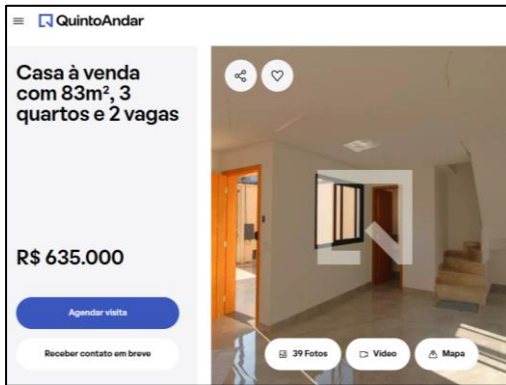 QuintoAndar
Casa à venda
com 83m², 3
quartos e 2 vagas
R$ 635.000
Agendar visita
Receber contato em breve
39 Fotos
Vídeo
Mapa